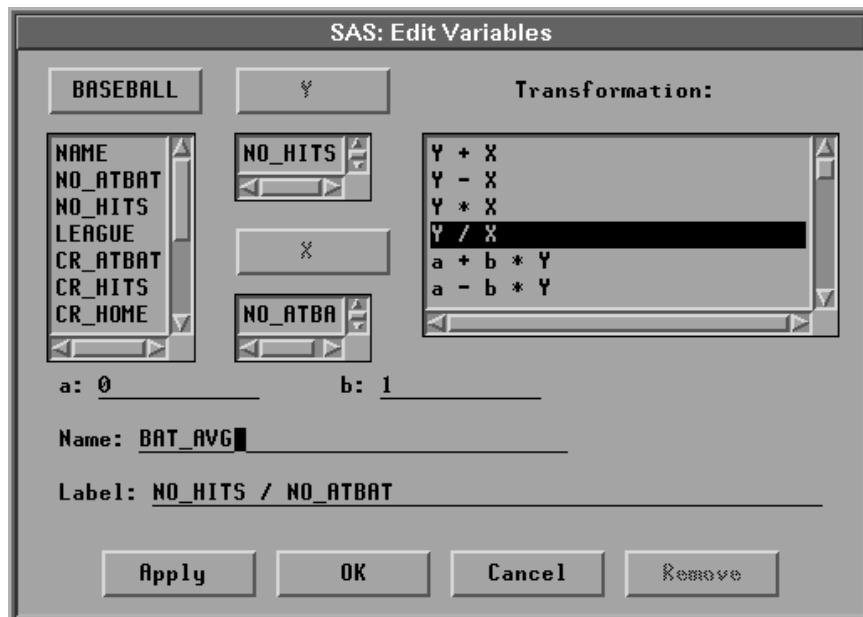 SAS: Edit Variables
BASEBALL
Y
Transformation:
NAME
NO_ATBAT
NO_HITS
LEAGUE
CR_ATBAT
CR_HITS
CR_HOME
NO_HITS
X
NO_ATBA
Y + X
Y - X
Y * X
Y / X
a + b * Y
a - b * Y
a: 0
b: 1
Name: BAT_AVG
Label: NO_HITS / NO_ATBAT
Apply
OK
Cancel
Remove